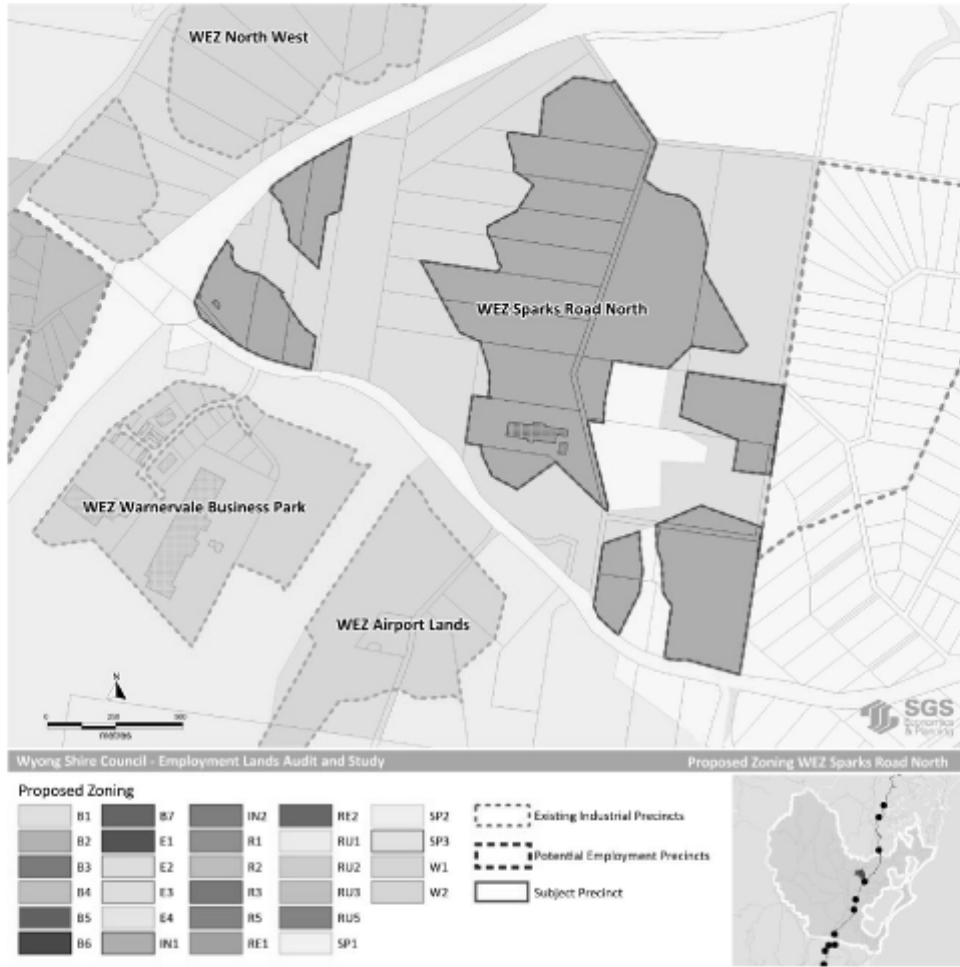 WEZ North West
WEZ Sparks Road North
WEZ Warnervale Business Park
WEZ Airport Lands
N
0 250 500
metres
SGS
Economics
& Planning
Wyong Shire Council - Employment Lands Audit and Study
Proposed Zoning WEZ Sparks Road North
Proposed Zoning
B1 B7 IN2 RE2 SP2
B2 E1 R1 RU1 SP3
B3 E2 R2 RU2 W1
B4 E3 R3 RU3 W2
B5 E4 R5 RU5
B6 IN1 RE1 SP1
Existing Industrial Precincts
Potential Employment Precincts
Subject Precinct